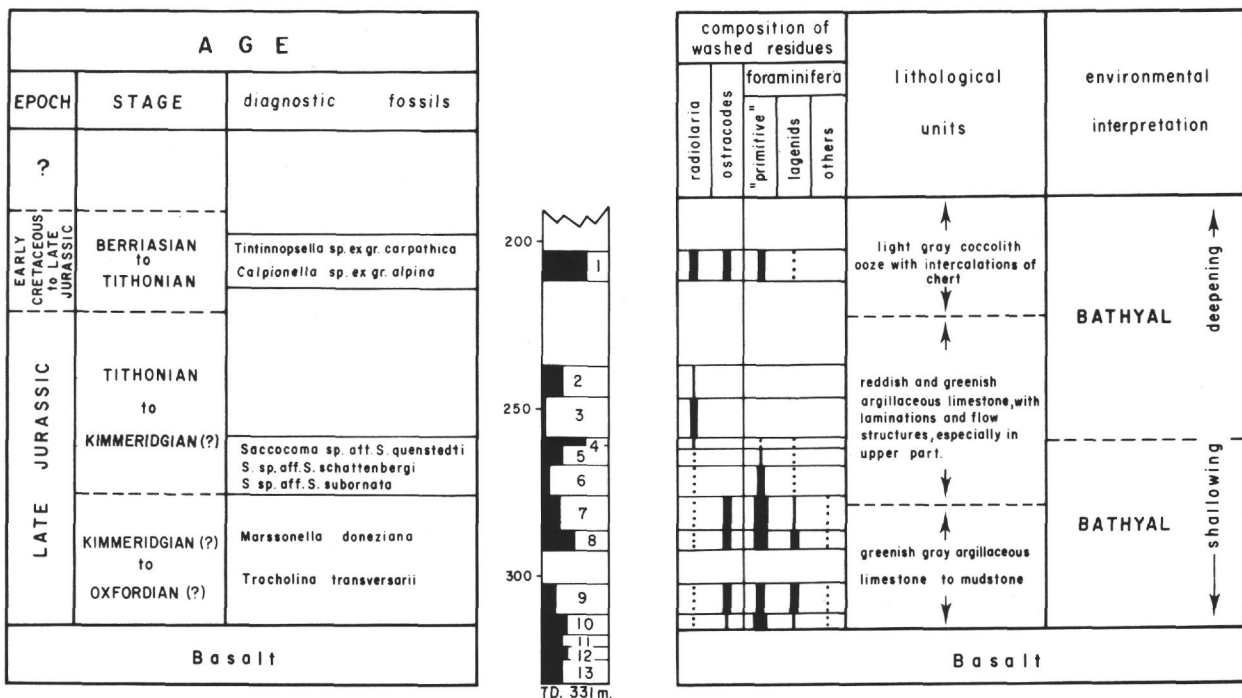 AGE
EPOCH
STAGE
diagnostic fossils
?
EARLY
CRETACEOUS
to LATE
JURASSIC
BERRIASIAN
to
TITHONIAN
Tintinnopsella sp. ex gr. carpathica
Calpionella sp. ex gr. alpina
LATE JURASSIC
TITHONIAN
to
KIMMERIDGIAN (?)
Saccocoma sp. aff. S. quenstedti
S. sp. aff. S. schattenbergi
S sp. aff. S. subornata
KIMMERIDGIAN (?)
to
OXFORDIAN (?)
Marssonella doneziana
Trocholina transversarii
Basalt
200
250
300
1
2
3
4
5
6
7
8
9
10
11
12
13
TD. 331 m.
composition of
washed residues
foraminifera
radiolaria
ostracodes
"primitive"
lagenids
others
lithological
units
environmental
interpretation
light gray coccolith
ooze with intercalations of
chert
reddish and greenish
argillaceous limestone, with
laminations and flow
structures, especially in
upper part.
greenish gray argillaceous
limestone to mudstone
BATHYAL
deepening
BATHYAL
shallowing
Basalt